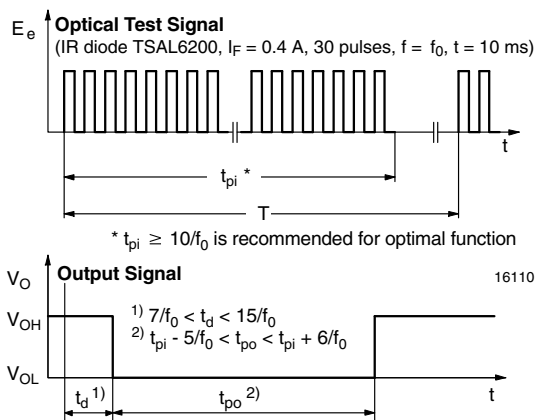 E_e Optical Test Signal
(IR diode TSAL6200, I_F = 0.4 A, 30 pulses, f = f_0, t = 10 ms)
t
t_pi *
T
* t_pi ≥ 10/f_0 is recommended for optimal function
V_O Output Signal 16110
V_OH
1) 7/f_0 < t_d < 15/f_0
2) t_pi - 5/f_0 < t_po < t_pi + 6/f_0
V_OL
t_d 1) t_po 2) t